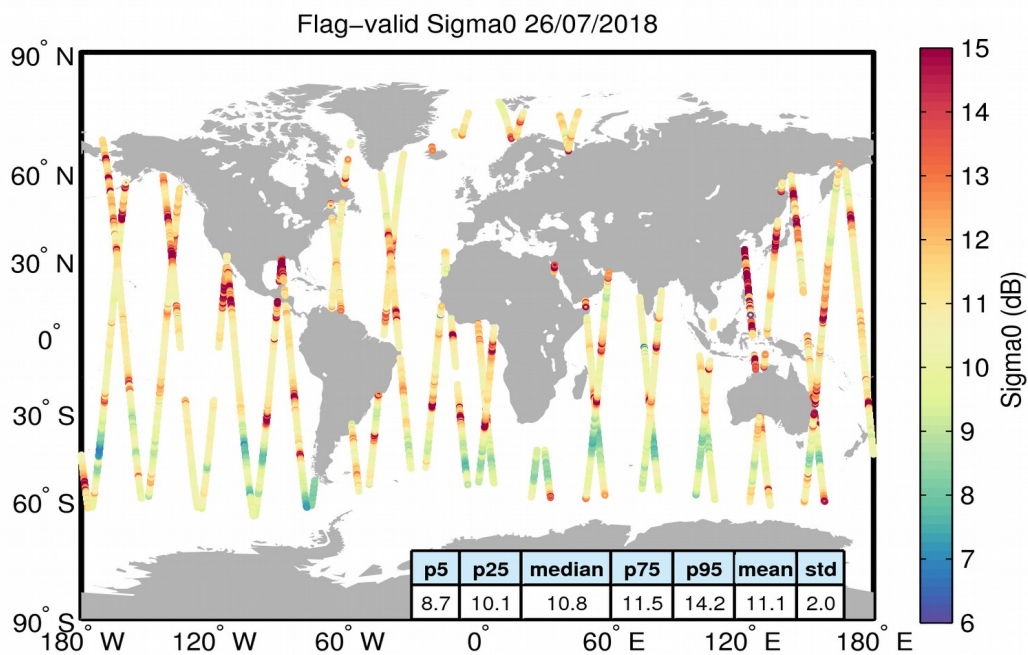 Flag−valid Sigma0 26/07/2018
90° N
60° N
30° N
0°
30° S
60° S
90° S
180° W
120° W
60° W
0°
60° E
120° E
180° E
p5 p25 median p75 p95 mean std
8.7 10.1 10.8 11.5 14.2 11.1 2.0
15
14
13
12
11
10
9
8
7
6
Sigma0 (dB)